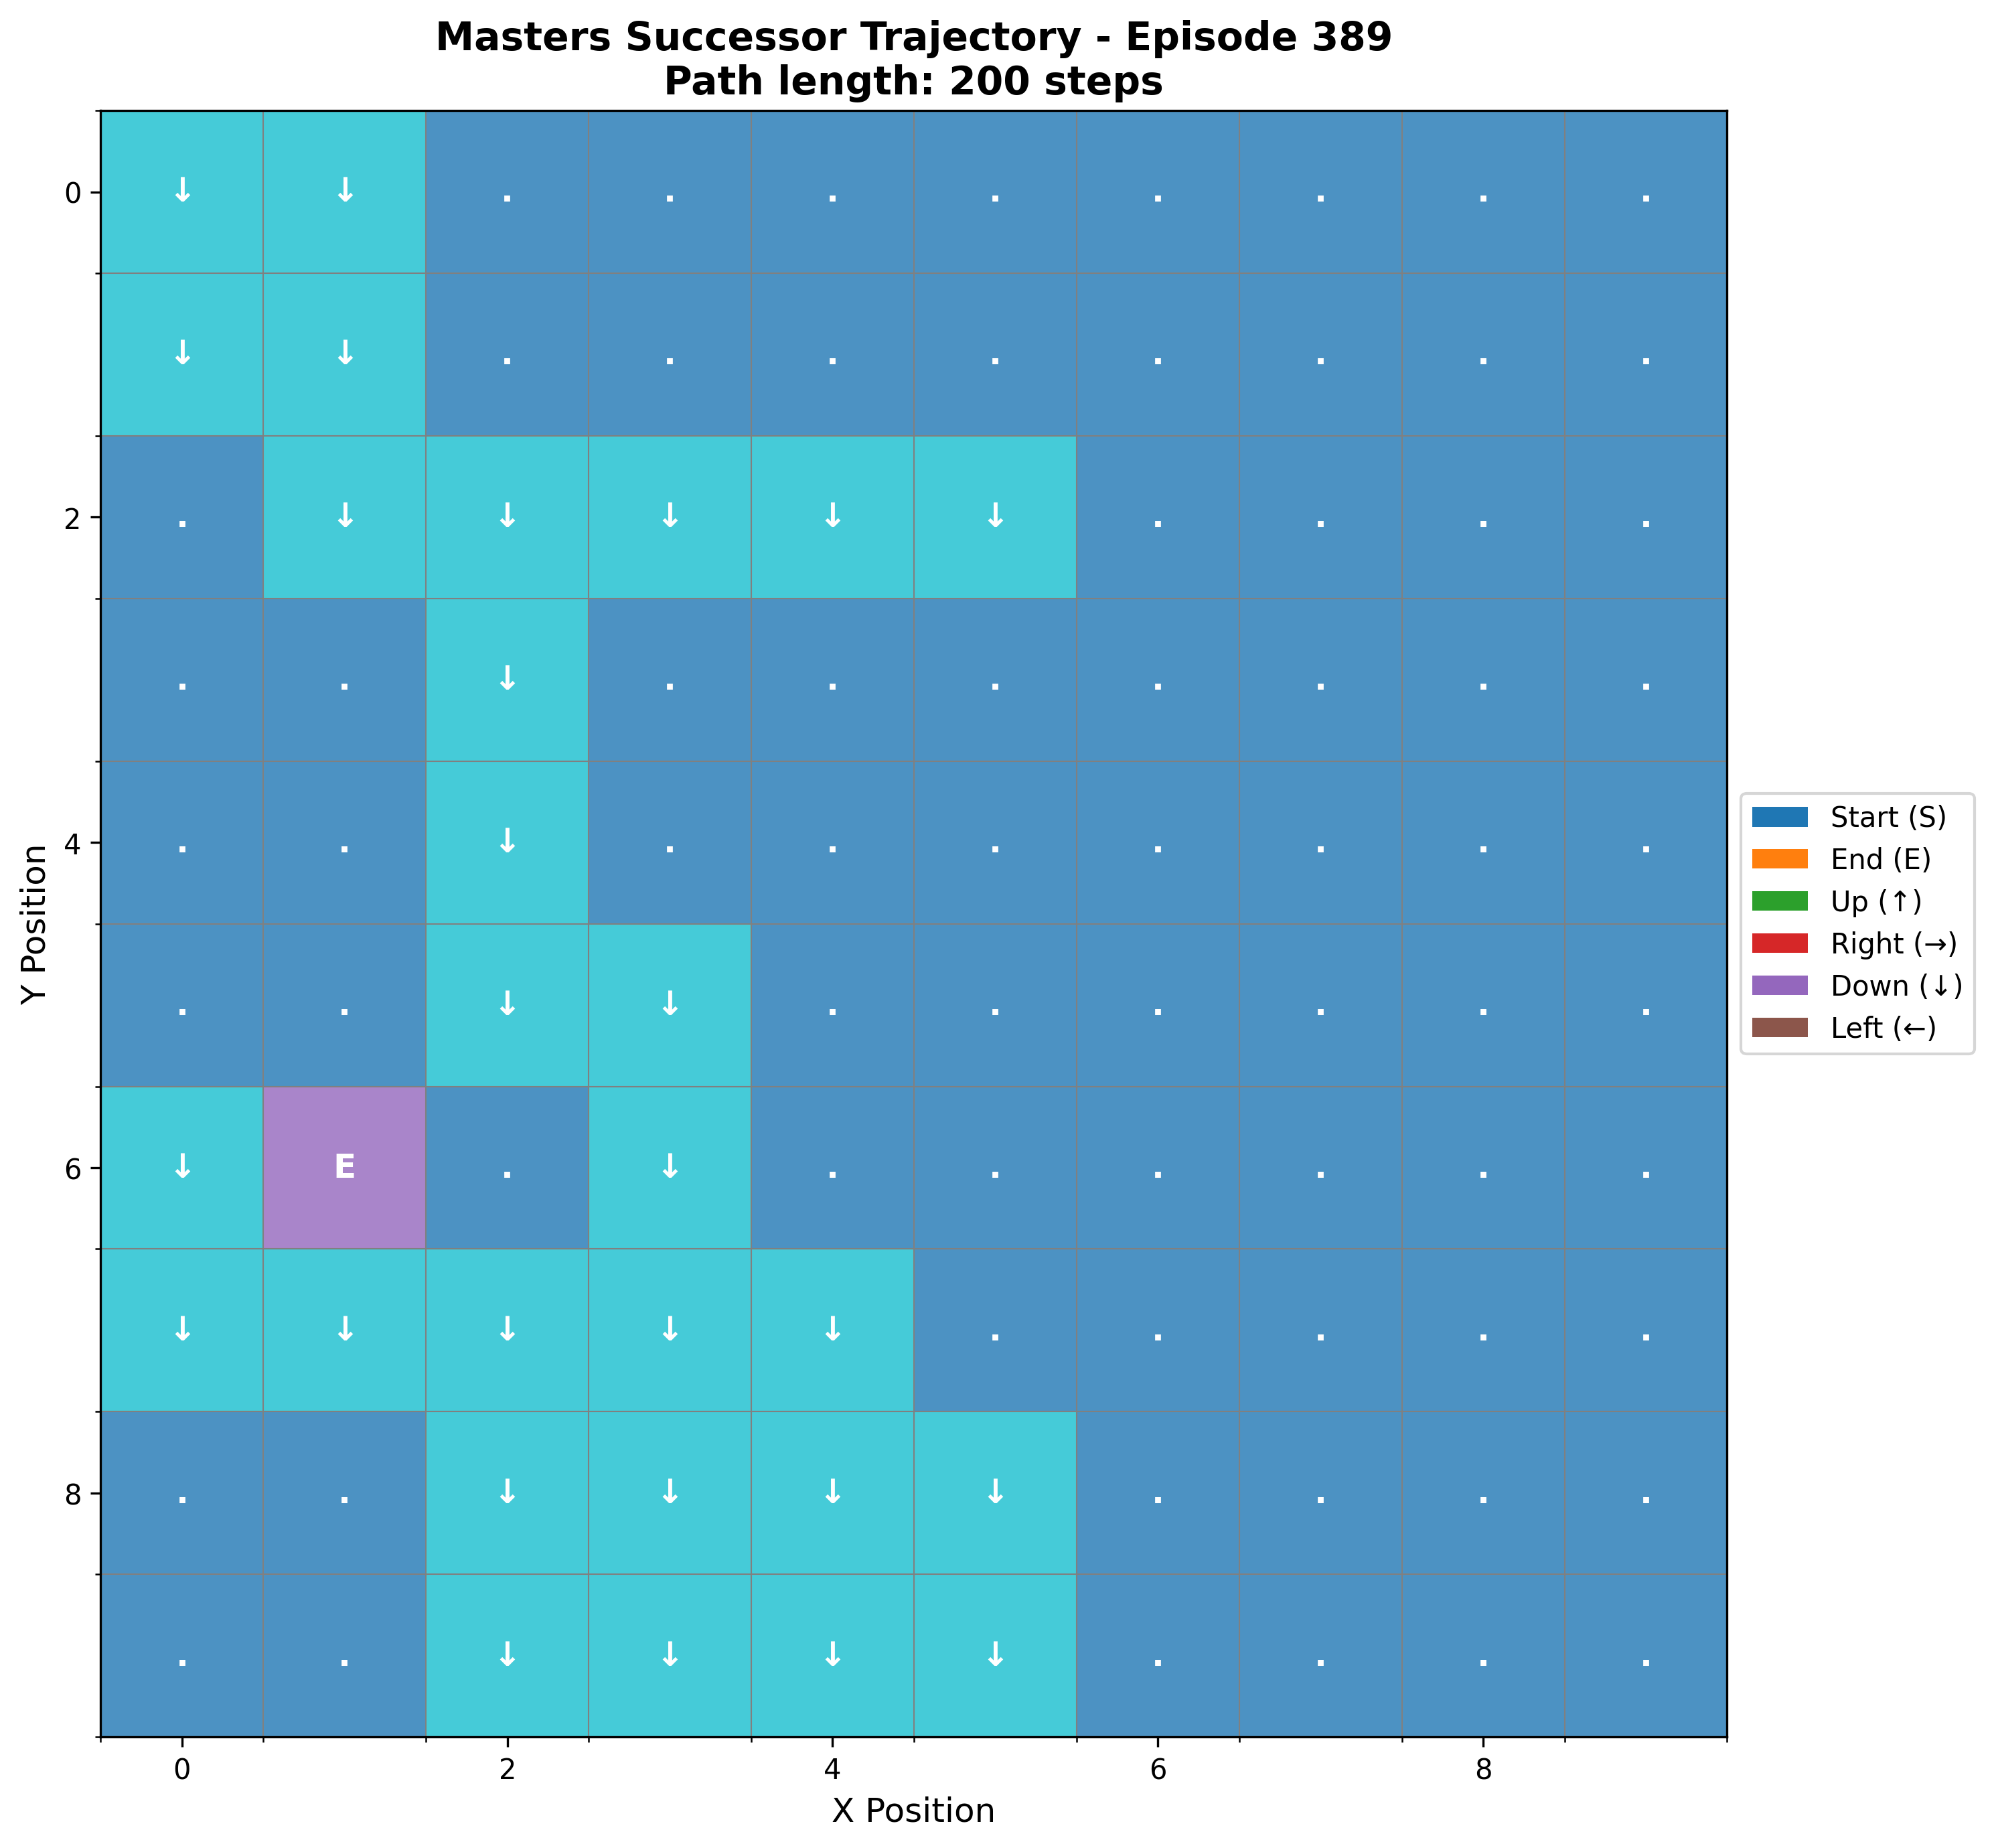 Masters Successor Trajectory - Episode 389
Path length: 200 steps
0 ↓ ↓ . . . . . . . .
↓ ↓ . . . . . . . .
2 . ↓ ↓ ↓ ↓ ↓ . . . .
. . ↓ . . . . . . .
4 . . ↓ . . . . . . .
. . ↓ ↓ . . . . . .
6 ↓ E . ↓ . . . . . .
↓ ↓ ↓ ↓ ↓ . . . . .
8 . . ↓ ↓ ↓ ↓ . . . .
. . ↓ ↓ ↓ ↓ . . . .
0 2 4 6 8
X Position
Y Position
Start (S)
End (E)
Up (↑)
Right (→)
Down (↓)
Left (←)